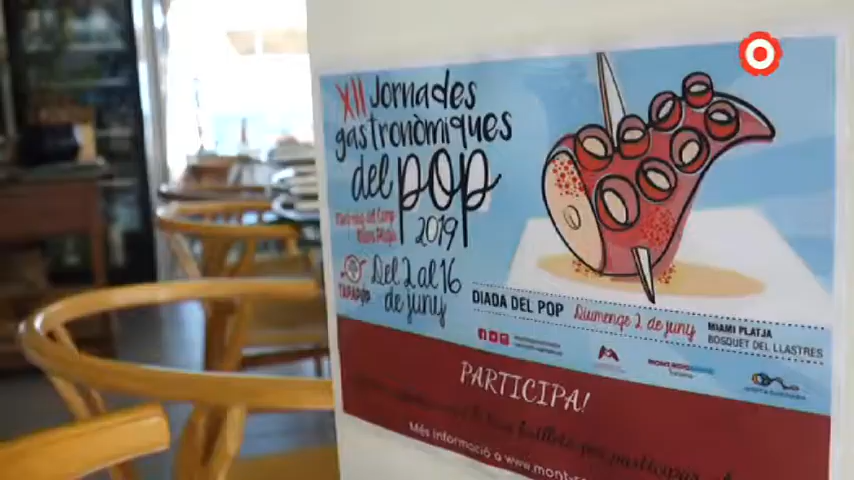 XII Jornades
gastronòmiques
del pop
2019
Del 2 al 16
de juny
TAPAPOP
DIADA DEL POP
Diumenge 2 de juny
MIAMI PLATJA
BOSQUET DEL LLASTRES
PARTICIPA!
Més informació a www.mont-